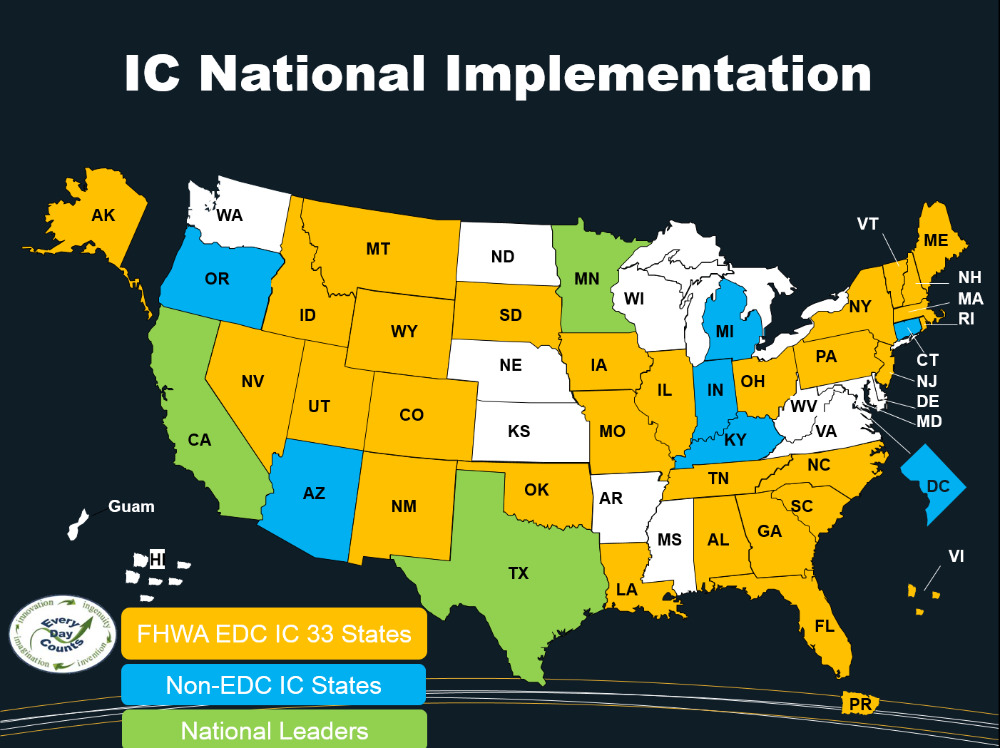 IC National Implementation
AK
WA
VT
ME
MT
ND
OR
MN
NH
WI
MA
NY
ID
SD
RI
WY
MI
PA
NE
IA
CT
NV
OH
NJ
IL
IN
UT
DE
CO
WV
MD
KS
MO
VA
CA
KY
NC
TN
DC
OK
AZ
AR
NM
SC
Guam
GA
MS
AL
HI
VI
TX
LA
FL
innovation
ingenuity
Every
Day
Counts
imagination
invention
FHWA EDC IC 33 States
Non-EDC IC States
PR
National Leaders